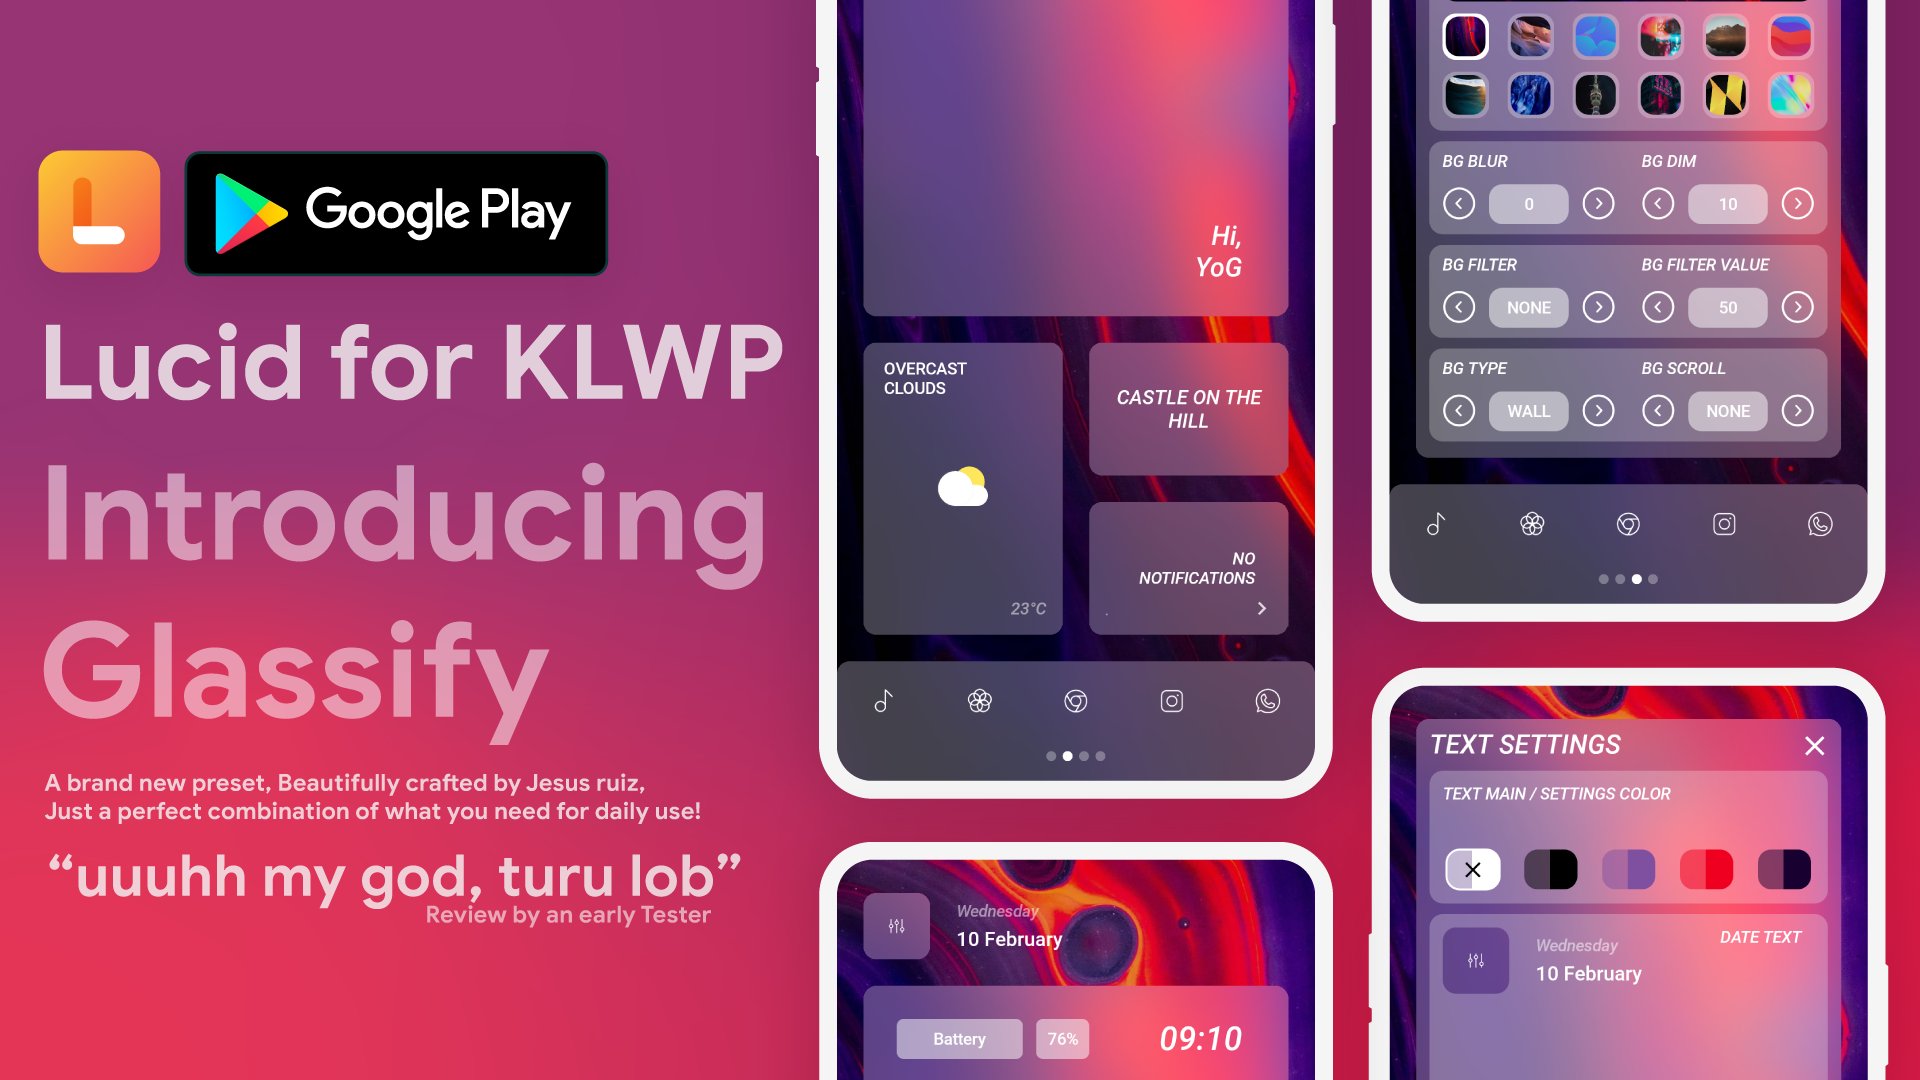 Google Play
Lucid for KLWP
Introducing
Glassify
A brand new preset, Beautifully crafted by Jesus ruiz,
Just a perfect combination of what you need for daily use!
“uuuhh my god, turu lob”
Review by an early Tester
Hi,
YoG
OVERCAST
CLOUDS
23°C
CASTLE ON THE
HILL
NO
NOTIFICATIONS
Wednesday
10 February
Battery
76%
09:10
BG BLUR
BG DIM
0
10
BG FILTER
BG FILTER VALUE
NONE
50
BG TYPE
BG SCROLL
WALL
NONE
TEXT SETTINGS
TEXT MAIN / SETTINGS COLOR
DATE TEXT
Wednesday
10 February